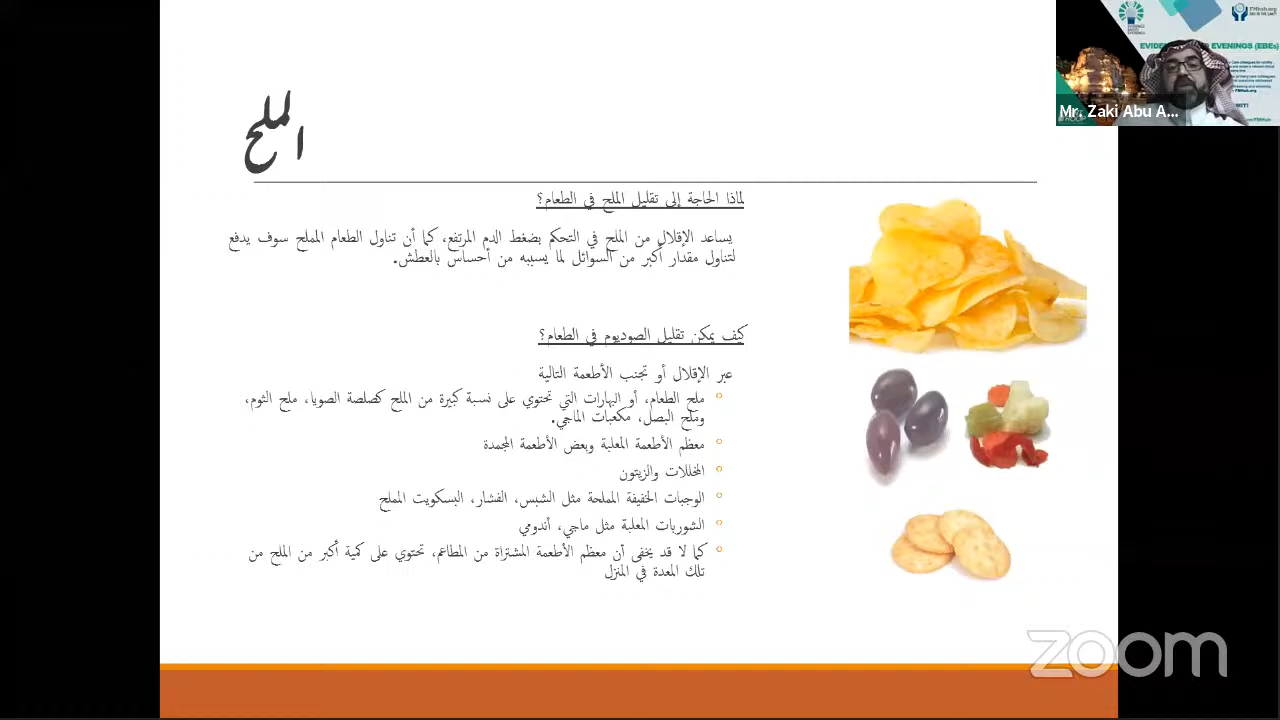 الملح
لماذا الحاجة إلى تقليل الملح في الطعام؟
يساعد الإقلال من الملح في التحكم بضغط الدم المرتفع، كما أن تناول الطعام المملح سوف يدفع
لتناول مقدار أكبر من السوائل لما يسببه من أحساس بالعطش.
كيف يمكن تقليل الصوديوم في الطعام؟
عبر الإقلال أو تجنب الأطعمة التالية
ملح الطعام، أو البهارات التي تحتوي على نسبة كبيرة من الملح كصلصة الصويا، ملح الثوم،
وملح البصل، مكعبات الماجي.
معظم الأطعمة المعلبة وبعض الأطعمة المجمدة
المخللات والزيتون
الوجبات الخفيفة المملحة مثل الشبس، الفشار، البسكويت المملح
الشوربات المعلبة مثل ماجي، أندومي
كما لا قد يخفى أن معظم الأطعمة المشتراة من المطاعم، تحتوي على كمية أكبر من الملح من
تلك المعدة في المنزل
FMhub.org
EVENINGS (EBEs)
Mr. Zaki Abu A...
zoom